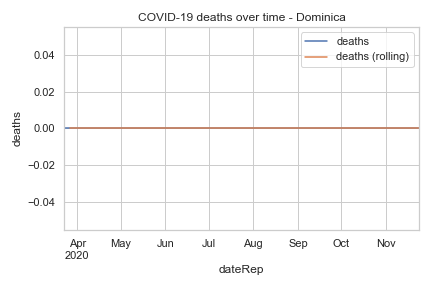 COVID-19 deaths over time - Dominica
deaths
deaths (rolling)
0.04
0.02
0.00
−0.02
−0.04
deaths
Apr
2020
May
Jun
Jul
Aug
Sep
Oct
Nov
dateRep